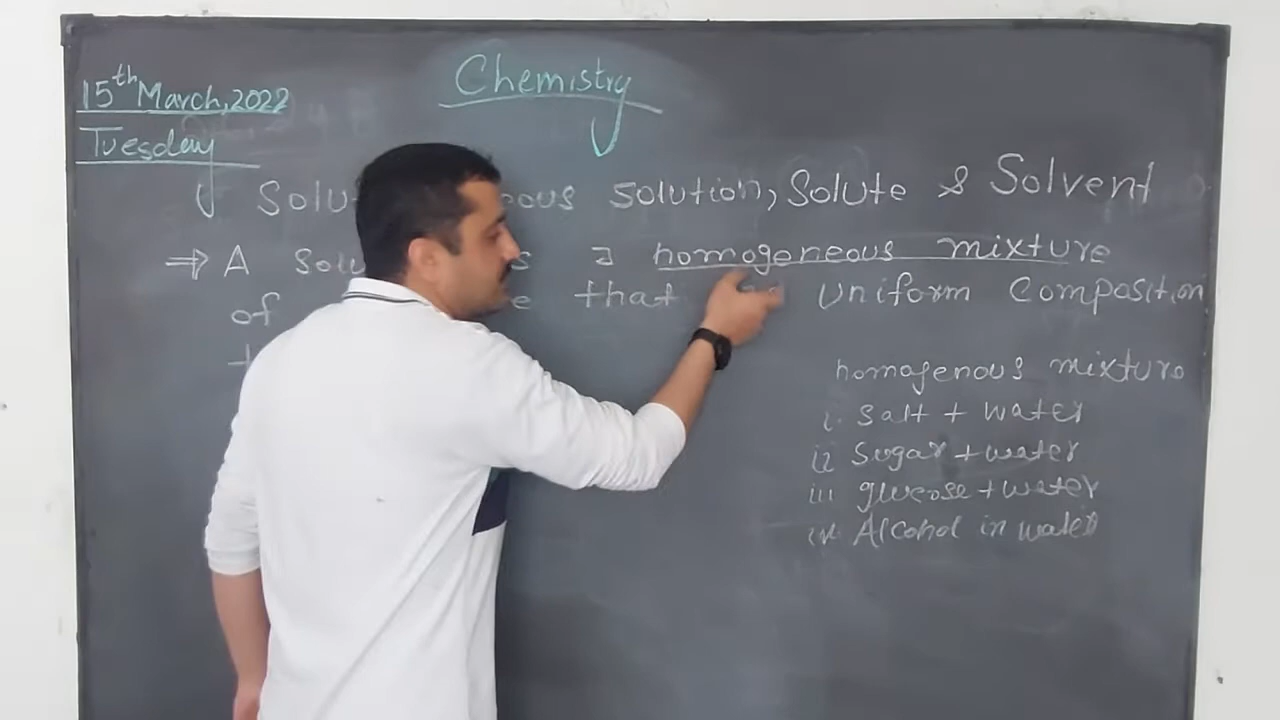 Chemistry
15th March, 2022
Tuesday
Solu ous Solution, Solute & Solvent
⇒ A Solu s a homogeneous mixture
of e that uniform Composition
homogenous mixture
i. Salt + water
ii Sugar + water
iii glucose + water
iv. Alcohol in water